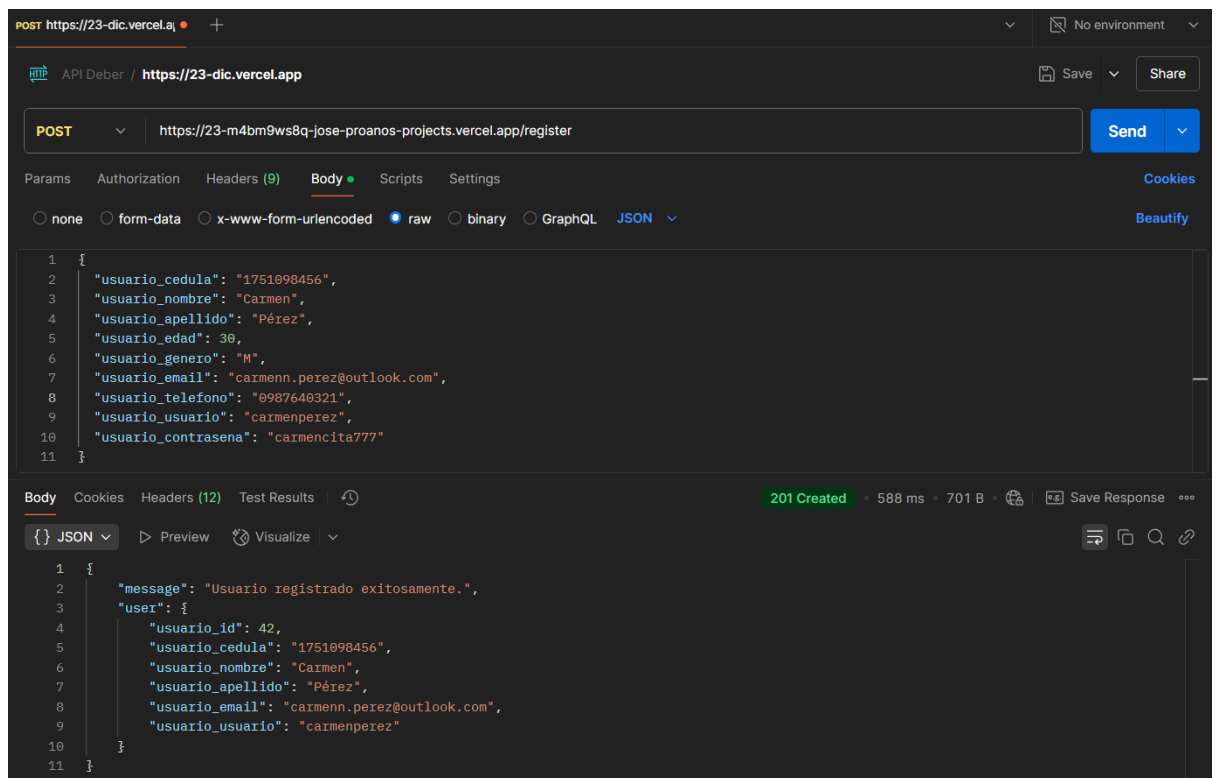 POST https://23-dic.vercel.a
No environment
HTTP API Deber / https://23-dic.vercel.app
Save Share
POST https://23-m4bm9ws8q-jose-proanos-projects.vercel.app/register Send
Params Authorization Headers (9) Body Scripts Settings Cookies
none form-data x-www-form-urlencoded raw binary GraphQL JSON Beautify
1 {
2 "usuario_cedula": "1751098456",
3 "usuario_nombre": "Carmen",
4 "usuario_apellido": "Pérez",
5 "usuario_edad": 30,
6 "usuario_genero": "M",
7 "usuario_email": "carmenn.perez@outlook.com",
8 "usuario_telefono": "0987640321",
9 "usuario_usuario": "carmenperez",
10 "usuario_contrasena": "carmencita777"
11 }
Body Cookies Headers (12) Test Results 201 Created 588 ms 701 B e.g. Save Response
{} JSON Preview Visualize
1 {
2 "message": "Usuario registrado exitosamente.",
3 "user": {
4 "usuario_id": 42,
5 "usuario_cedula": "1751098456",
6 "usuario_nombre": "Carmen",
7 "usuario_apellido": "Pérez",
8 "usuario_email": "carmenn.perez@outlook.com",
9 "usuario_usuario": "carmenperez"
10 }
11 }